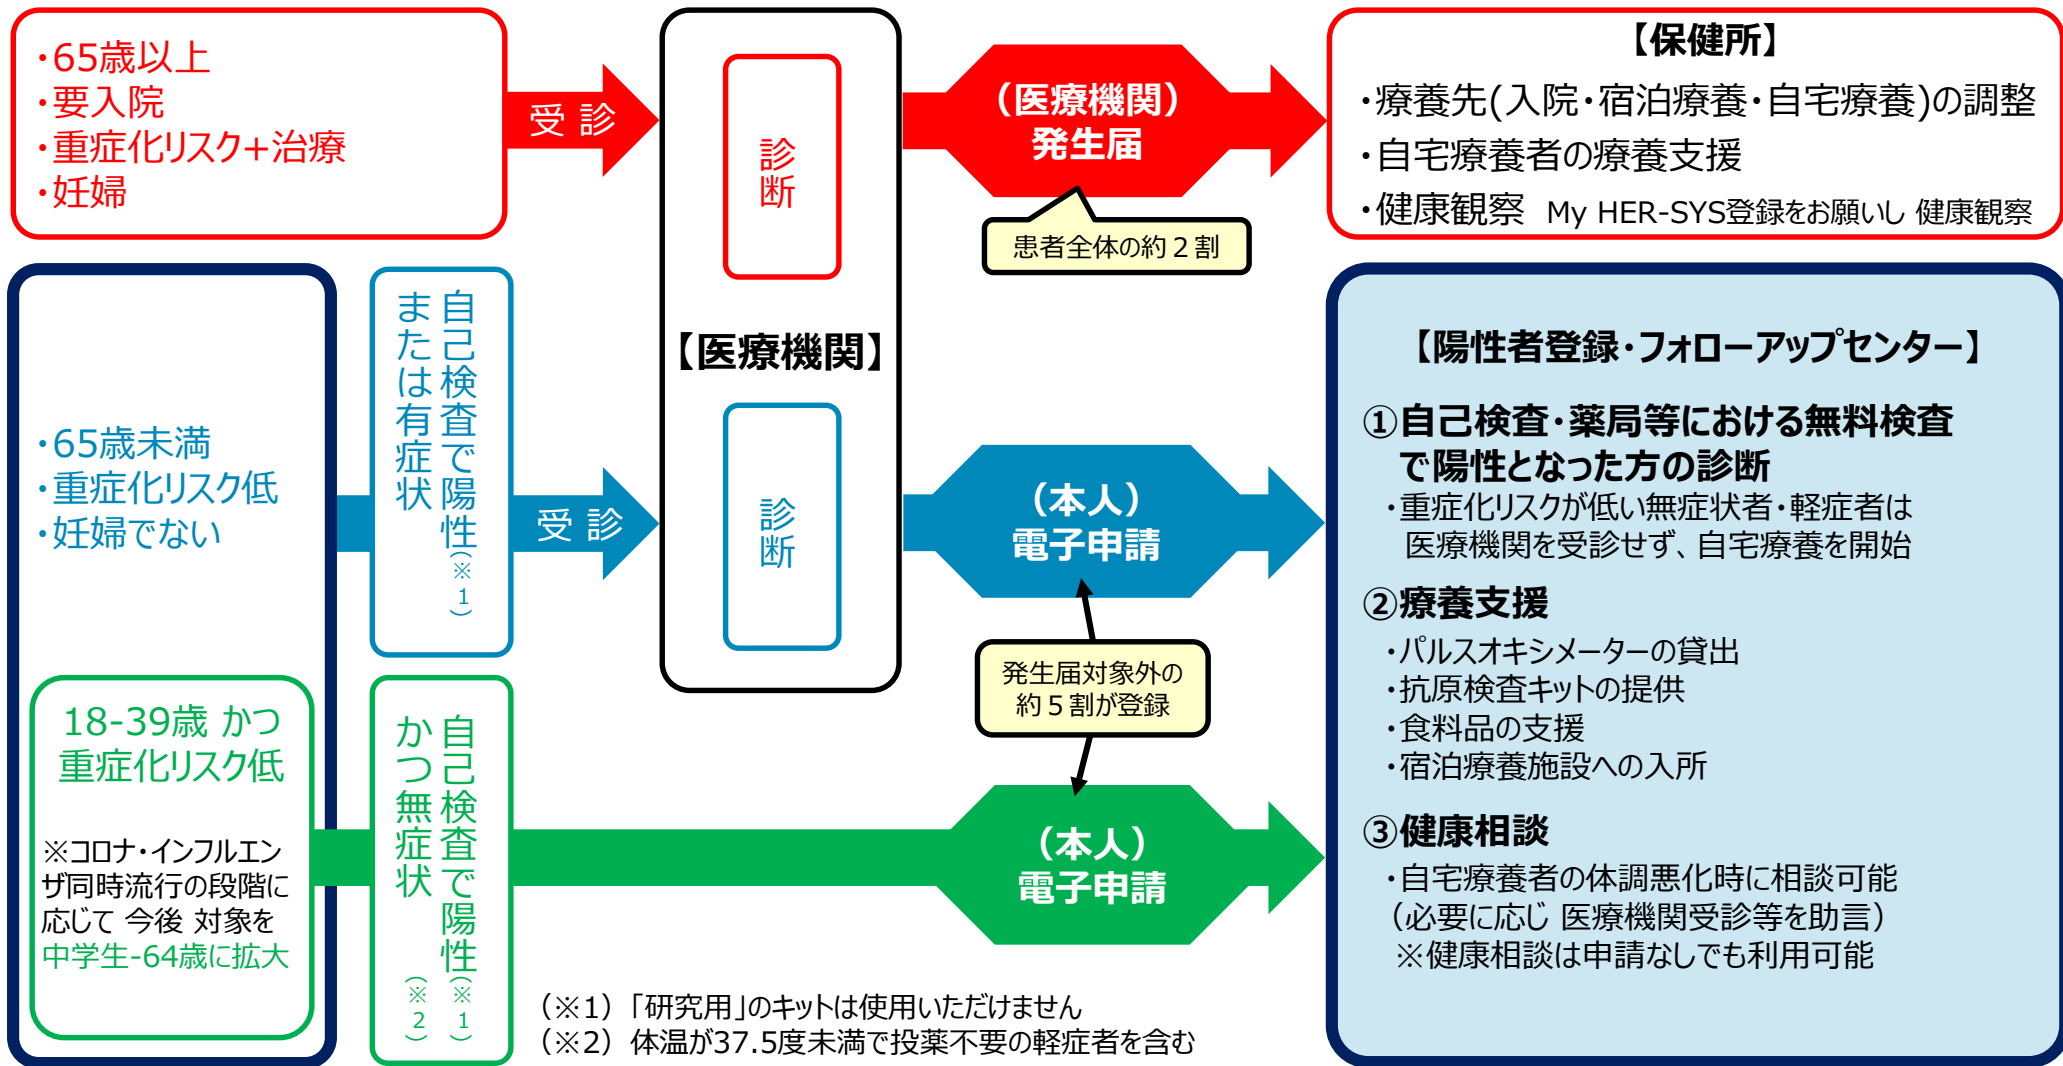 ・65歳以上
・要入院
・重症化リスク+治療
・妊婦
受 診
診断
（医療機関）
発生届
患者全体の約２割
【保健所】
・療養先(入院・宿泊療養・自宅療養)の調整
・自宅療養者の療養支援
・健康観察 My HER-SYS登録をお願いし 健康観察
【医療機関】
・65歳未満
・重症化リスク低
・妊婦でない
自己検査で陽性（※１）
または有症状
受 診
診断
（本人）
電子申請
発生届対象外の
約５割が登録
18-39歳 かつ
重症化リスク低
※コロナ・インフルエン
ザ同時流行の段階に
応じて 今後 対象を
中学生-64歳に拡大
自己検査で陽性（※１）
かつ無症状（※２）
（本人）
電子申請
【陽性者登録・フォローアップセンター】
①自己検査・薬局等における無料検査
で陽性となった方の診断
・重症化リスクが低い無症状者・軽症者は
医療機関を受診せず、自宅療養を開始
②療養支援
・パルスオキシメーターの貸出
・抗原検査キットの提供
・食料品の支援
・宿泊療養施設への入所
③健康相談
・自宅療養者の体調悪化時に相談可能
（必要に応じ 医療機関受診等を助言）
※健康相談は申請なしでも利用可能
（※1）「研究用」のキットは使用いただけません
（※2） 体温が37.5度未満で投薬不要の軽症者を含む